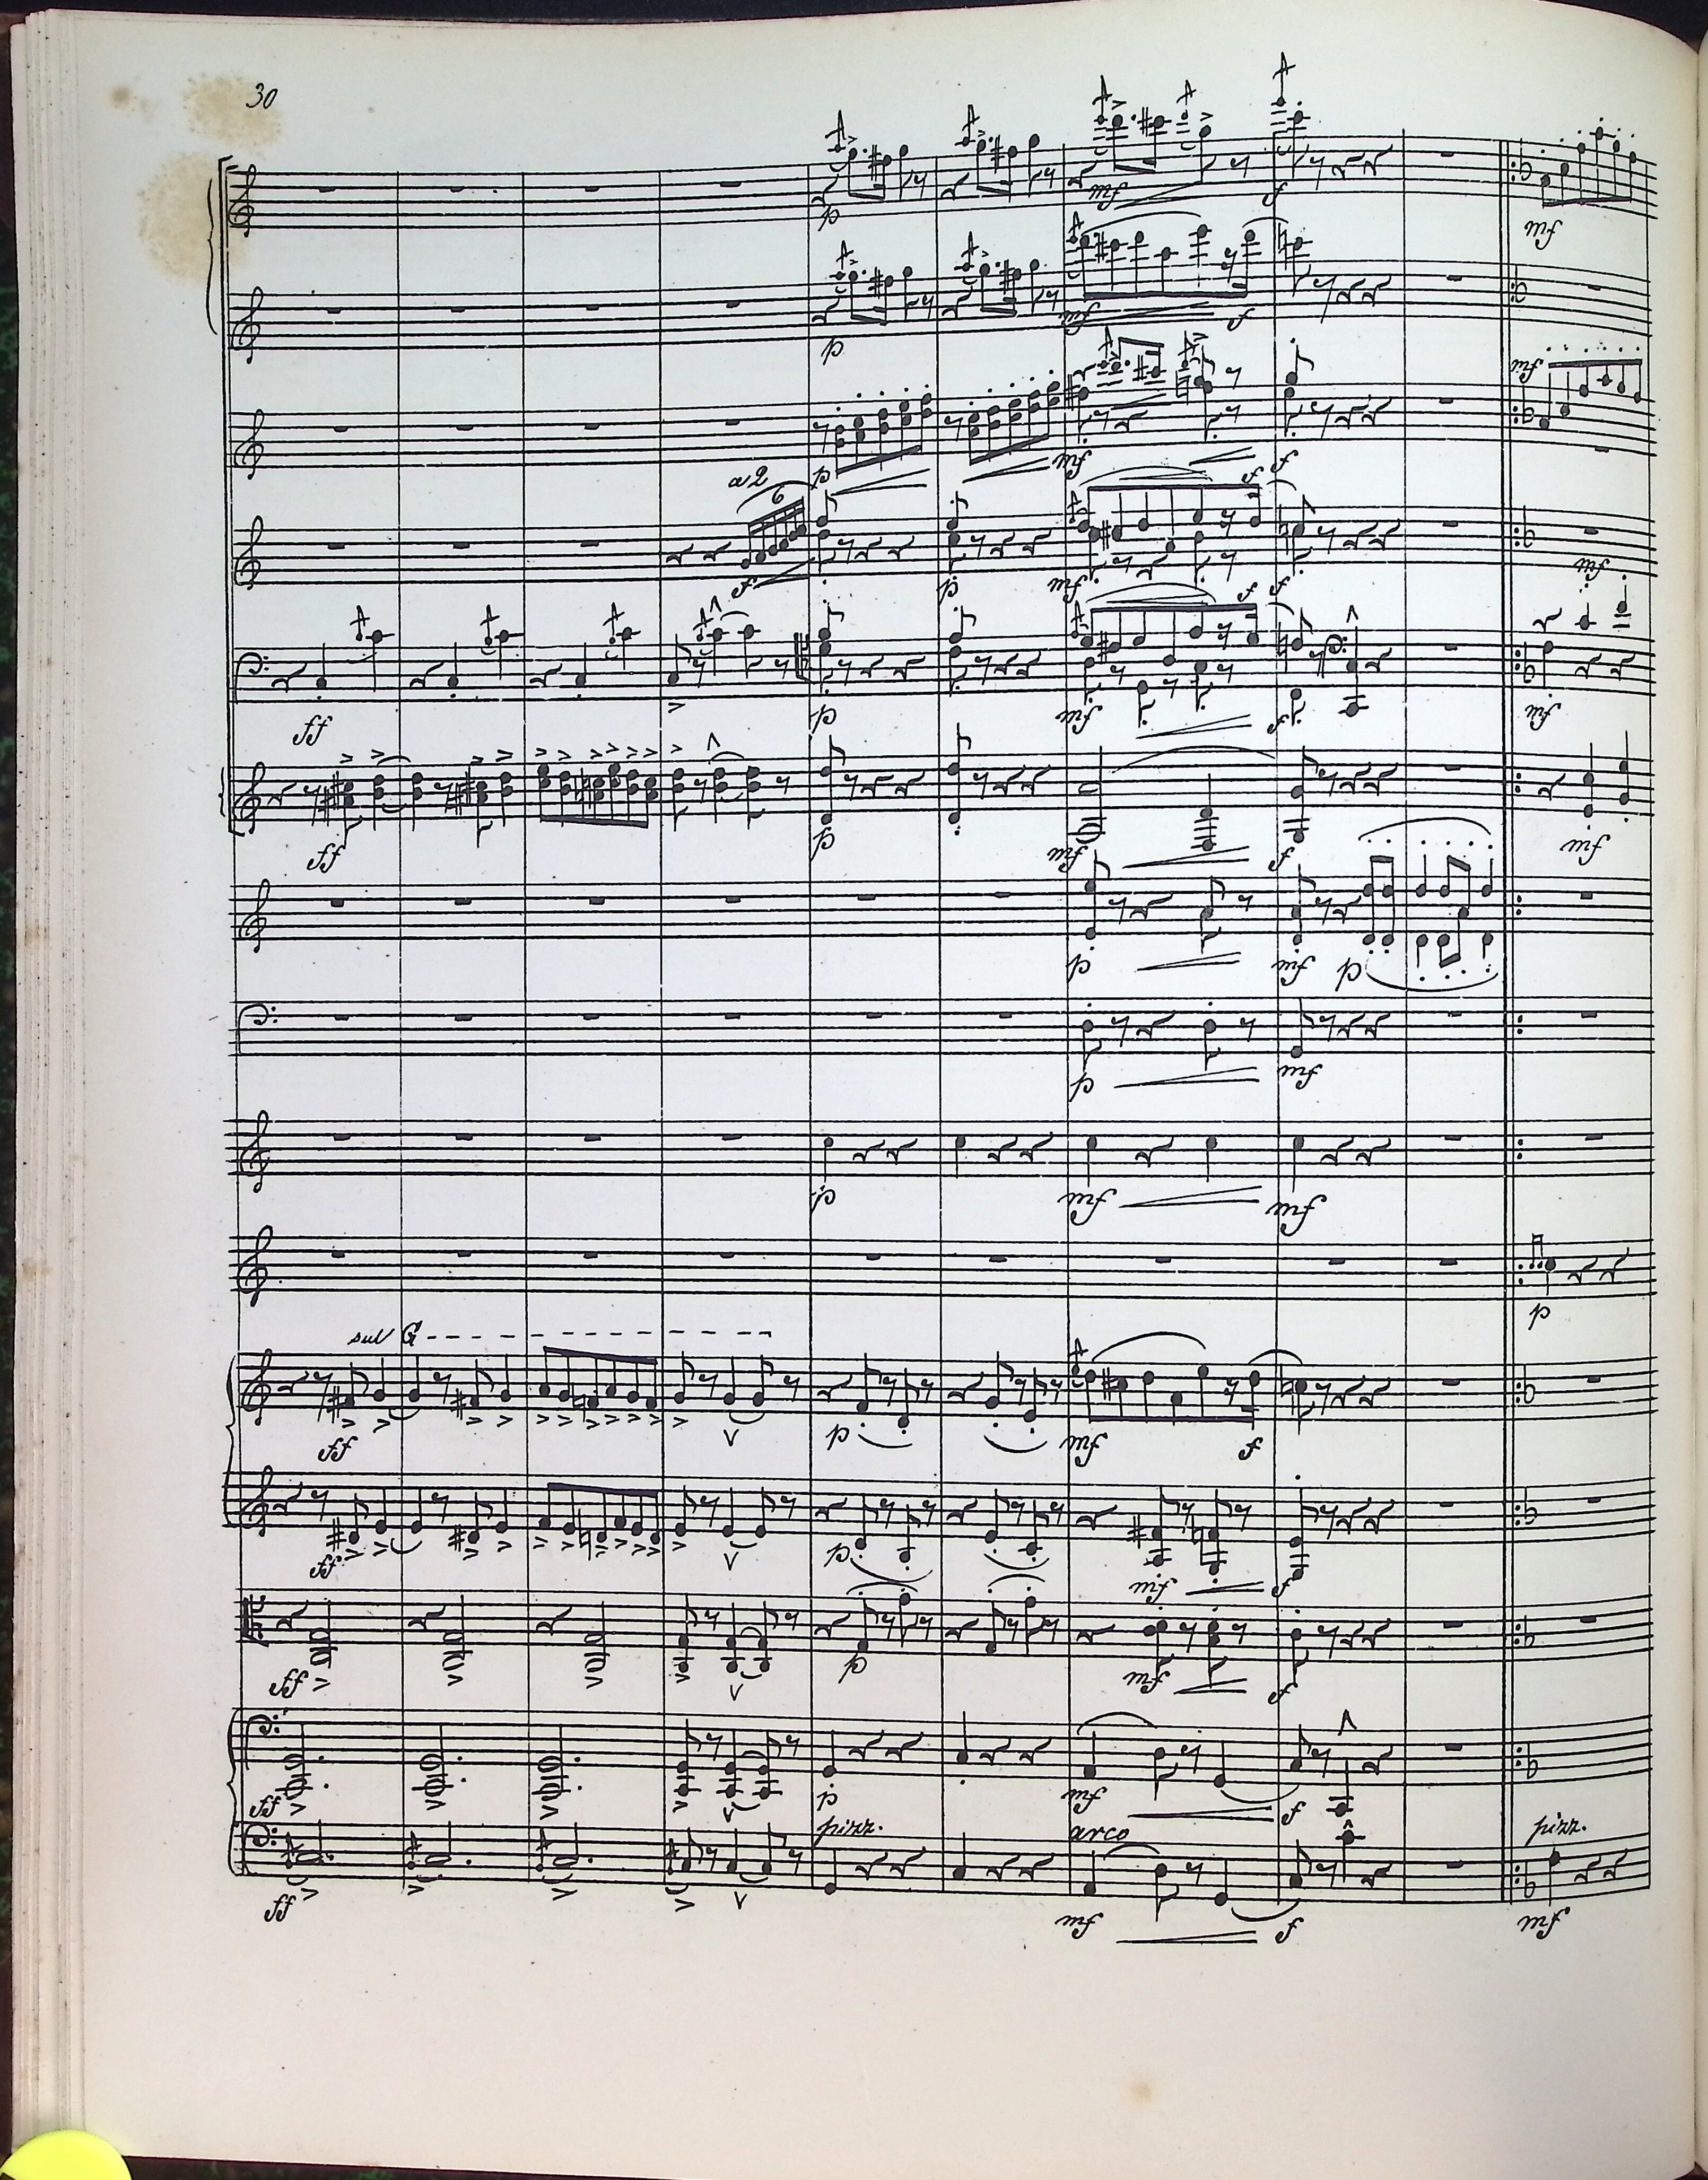 30
p
mf f
mf
p
mf f
mf
p mf f f
a 2 6
f p mf f f
mf
ff p mf f
mf
ff p mf f
mf
p mf p
p mf
p mf mf
p
sul G
ff p mf f
ff p mf f
ff p mf f
ff p mf f
pizz. arco pizz.
ff mf f mf